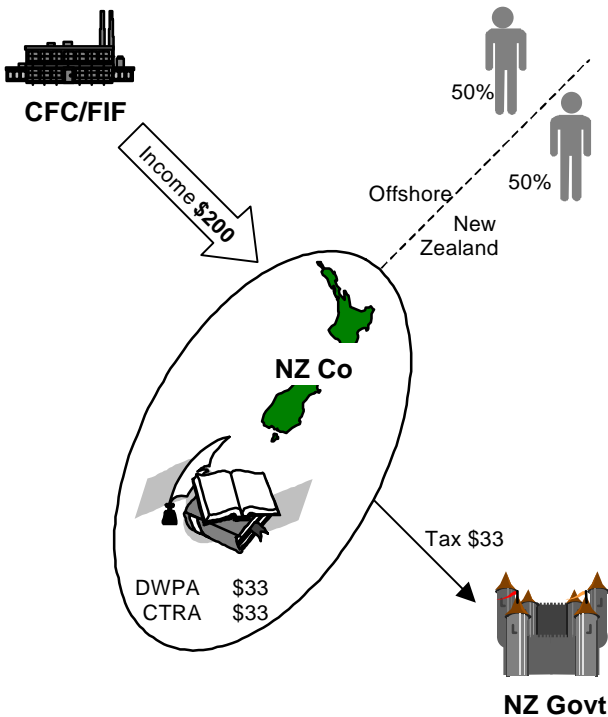 CFC/FIF
50%
50%
Income $200
Offshore
New
Zealand
NZ Co
Tax $33
DWPA $33
CTRA $33
NZ Govt